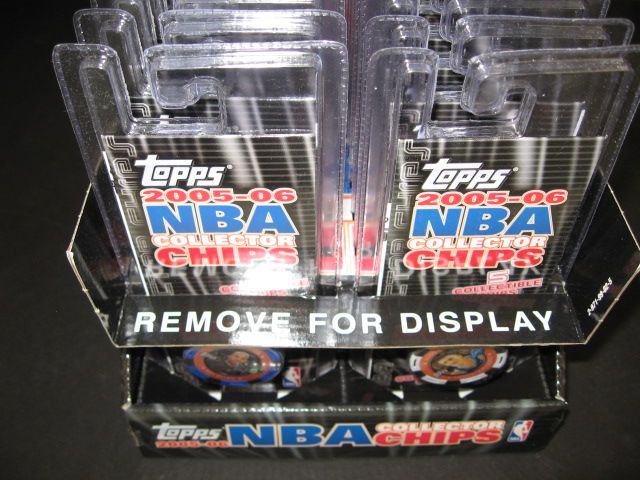 TOPPS
2005-06
NBA
COLLECTOR
CHIPS
TOPPS
2005-06
NBA
COLLECTOR
CHIPS
5
COLLECTIBLE
REMOVE FOR DISPLAY
TOPPS
2005-06
NBA
COLLECTOR
CHIPS